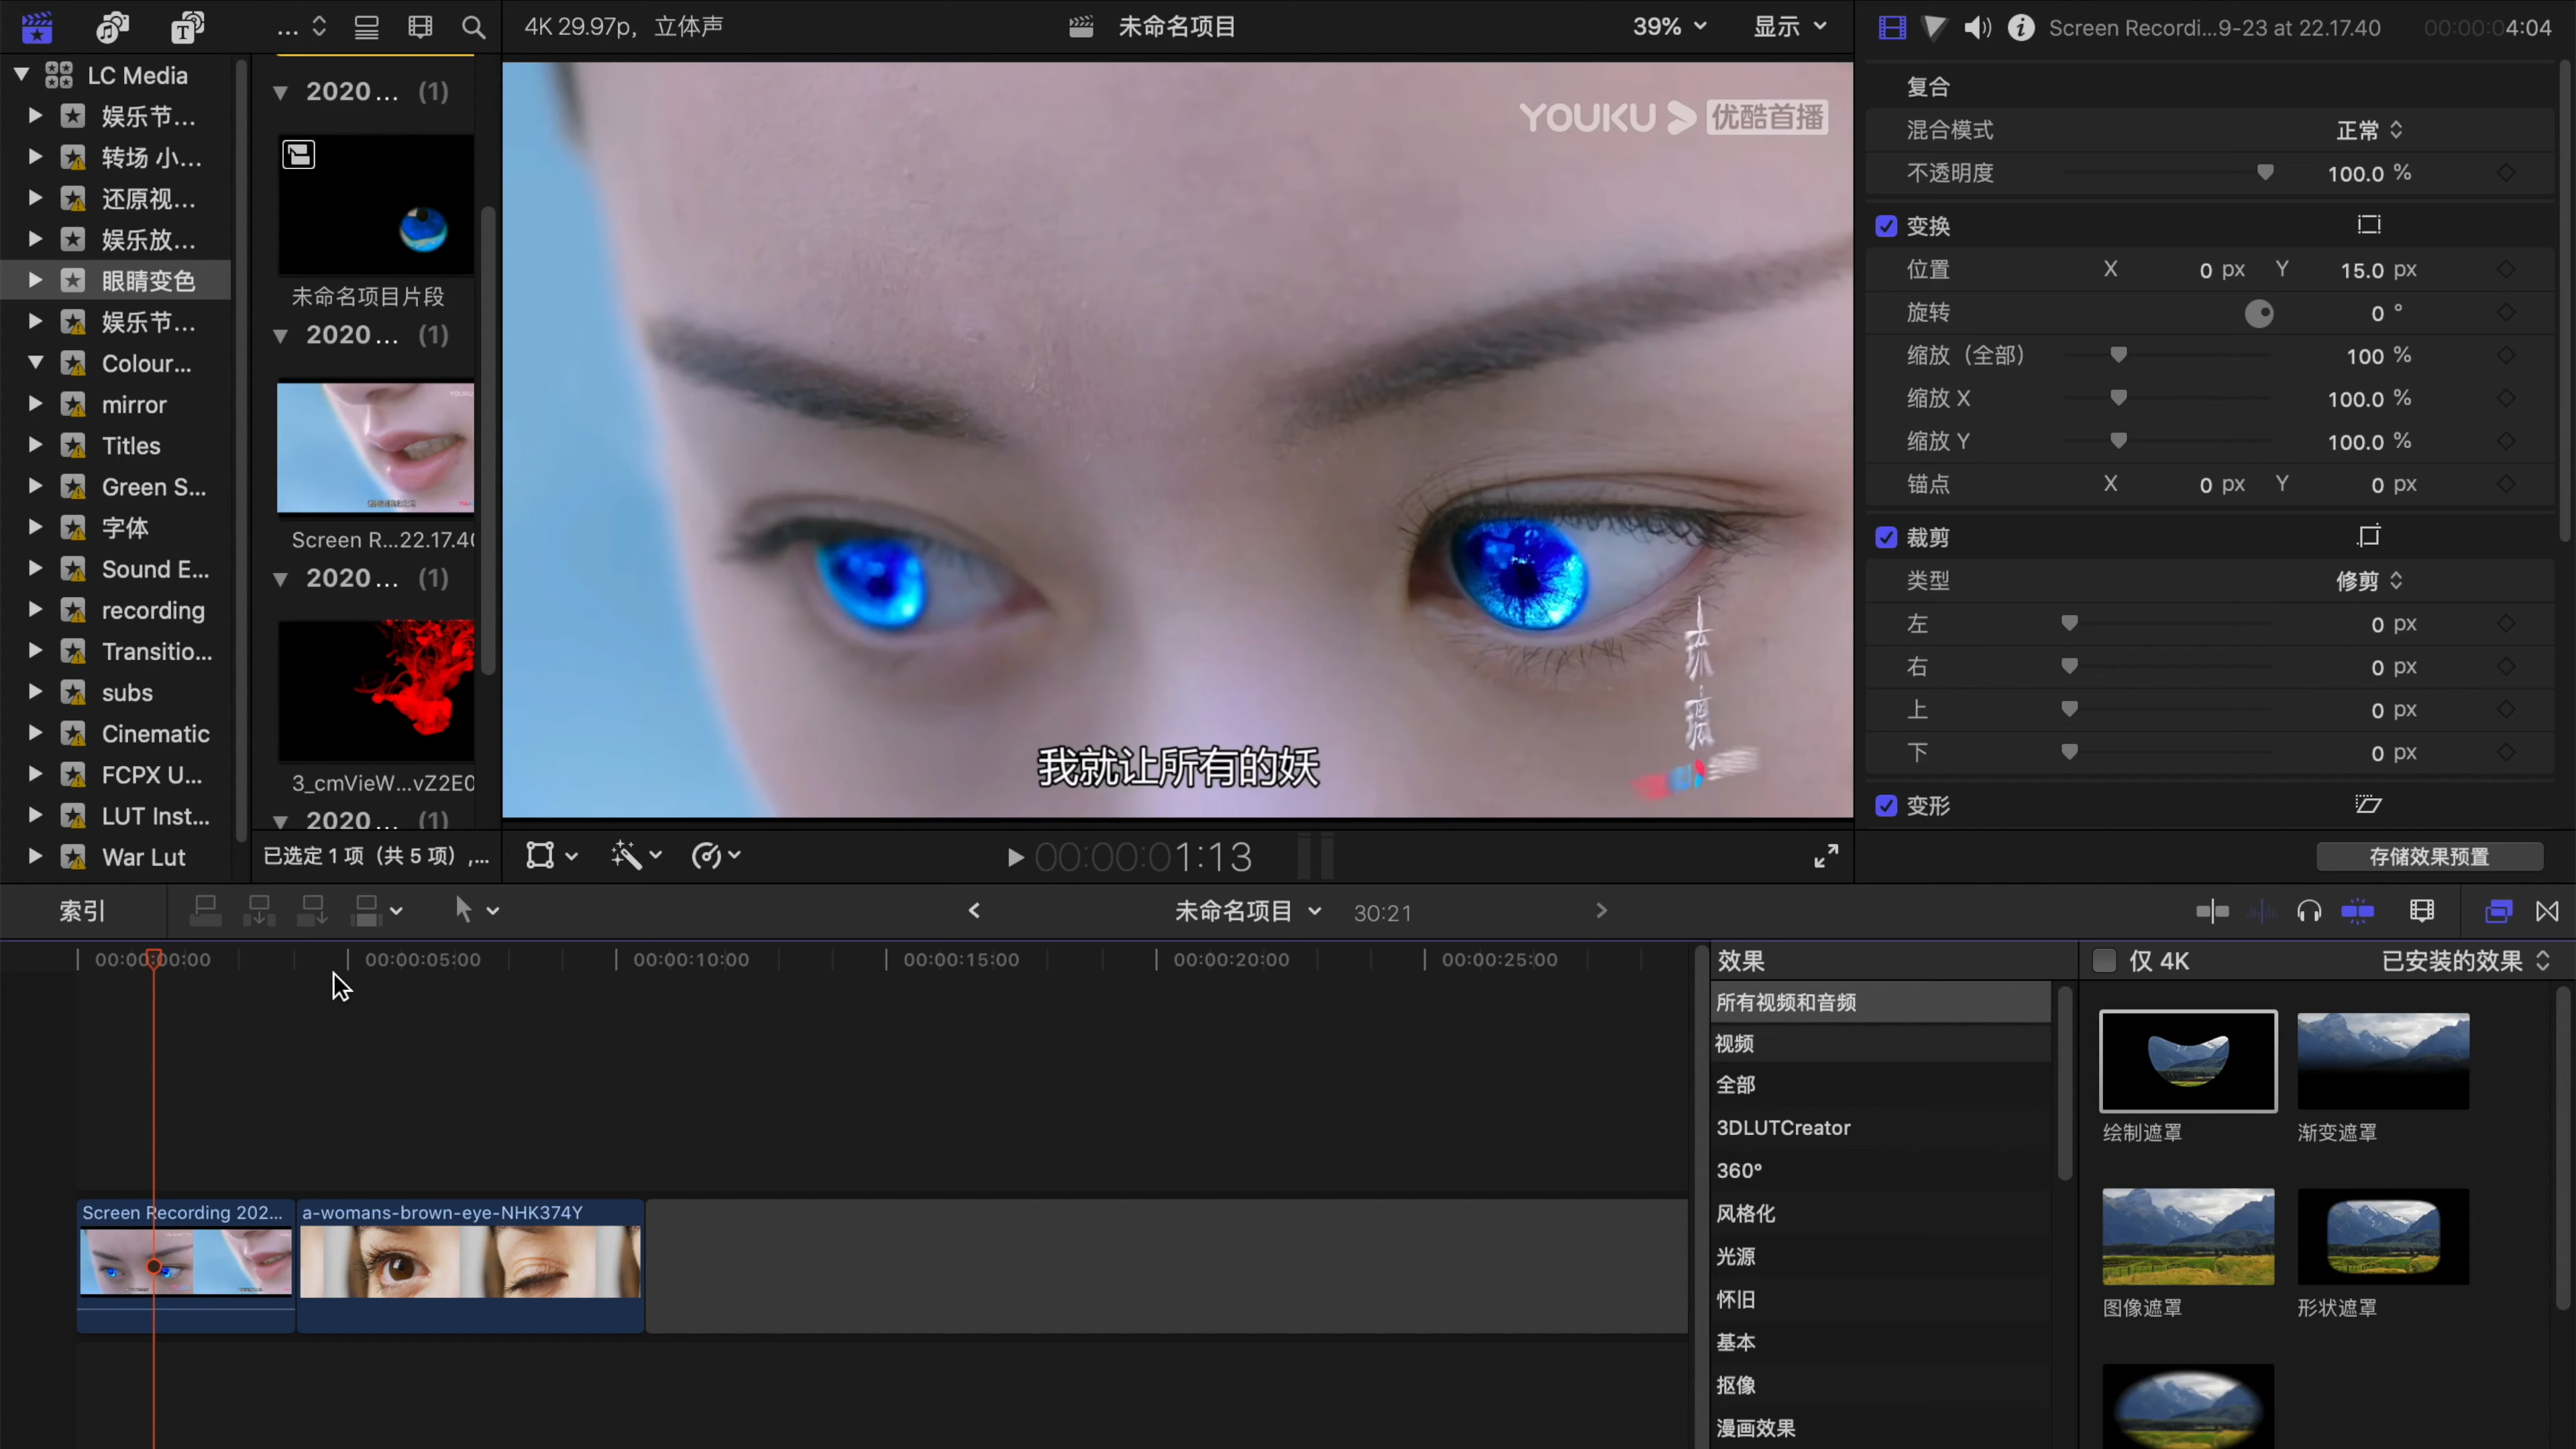 4K 29.97p，立体声
未命名项目
39%
显示
Screen Recordi...9-23 at 22.17.40
00:00:04:04
LC Media
娱乐节...
转场 小...
还原视...
娱乐放...
眼睛变色
娱乐节...
Colour...
mirror
Titles
Green S...
字体
Sound E...
recording
Transitio...
subs
Cinematic
FCPX U...
LUT Inst...
War Lut
2020... (1)
未命名项目片段
2020... (1)
Screen R...22.17.40
2020... (1)
3_cmVieW...vZ2E0
2020... (1)
已选定 1 项（共 5 项）,...
YOUKU 优酷首播
我就让所有的妖
00:00:01:13
复合
混合模式 正常
不透明度 100.0 %
变换
位置 X 0 px Y 15.0 px
旋转 0 °
缩放（全部） 100 %
缩放 X 100.0 %
缩放 Y 100.0 %
锚点 X 0 px Y 0 px
裁剪
类型 修剪
左 0 px
右 0 px
上 0 px
下 0 px
变形
存储效果预置
索引
未命名项目
30:21
00:00:00:00
00:00:05:00
00:00:10:00
00:00:15:00
00:00:20:00
00:00:25:00
Screen Recording 202...
a-womans-brown-eye-NHK374Y
效果
仅 4K
已安装的效果
所有视频和音频
视频
全部
3DLUTCreator
360°
风格化
光源
怀旧
基本
抠像
漫画效果
绘制遮罩
渐变遮罩
图像遮罩
形状遮罩